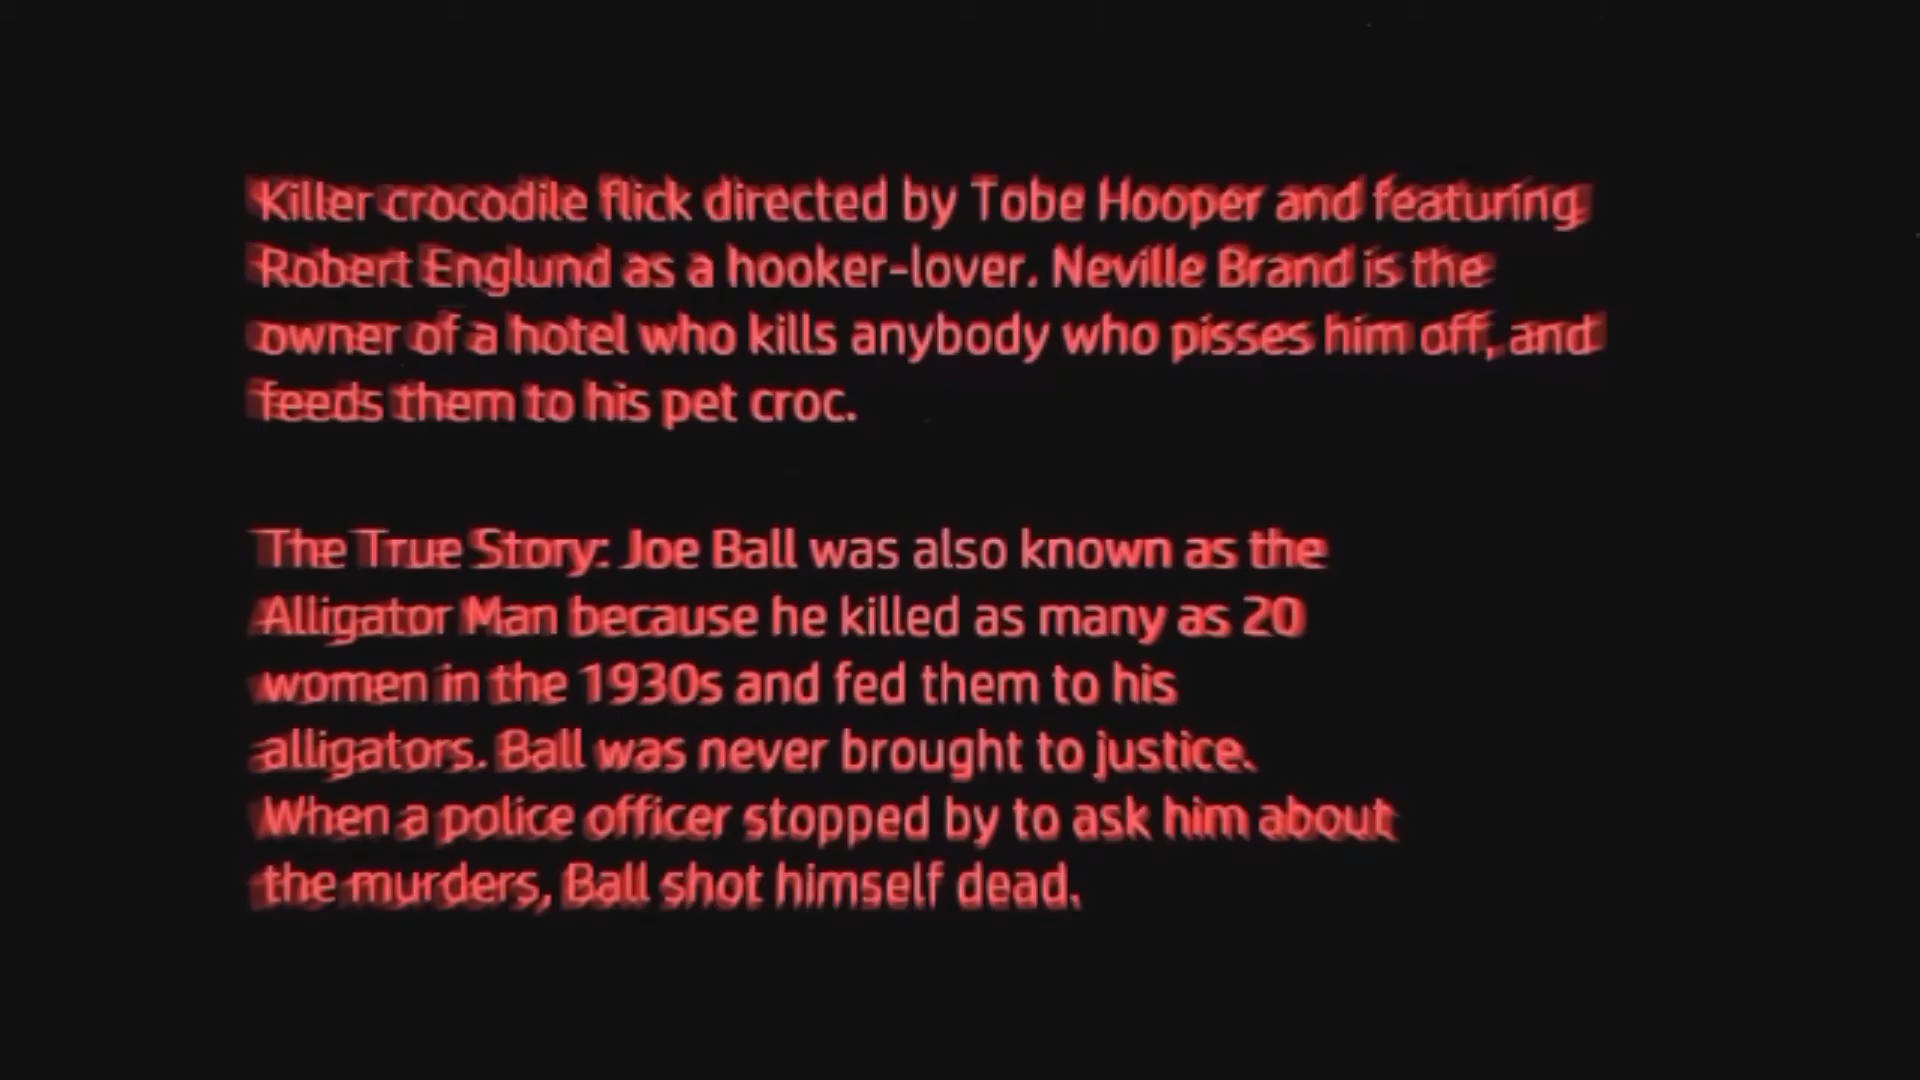 Killer crocodile flick directed by Tobe Hooper and featuring
Robert Englund as a hooker-lover. Neville Brand is the
owner of a hotel who kills anybody who pisses him off, and
feeds them to his pet croc.
The True Story: Joe Ball was also known as the
Alligator Man because he killed as many as 20
women in the 1930s and fed them to his
alligators. Ball was never brought to justice.
When a police officer stopped by to ask him about
the murders, Ball shot himself dead.